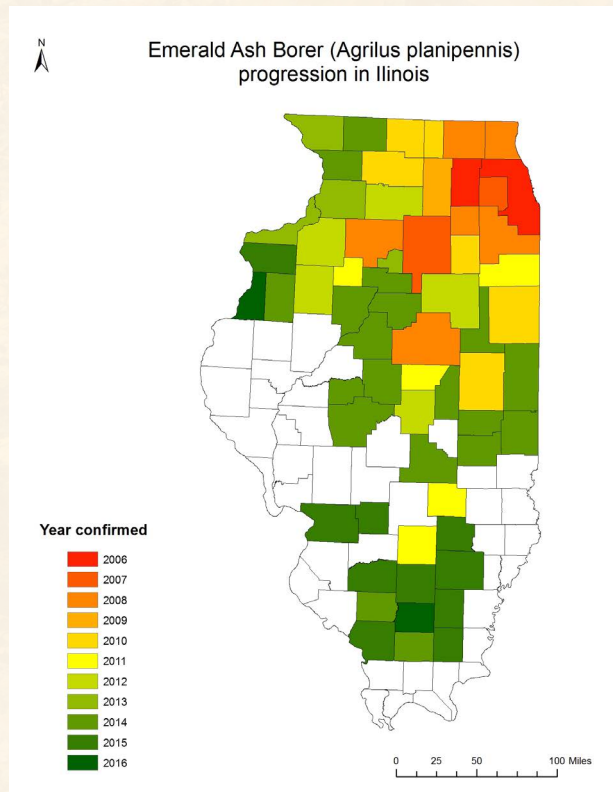 N
Emerald Ash Borer (Agrilus planipennis)
progression in Ilinois
Year confirmed
2006
2007
2008
2009
2010
2011
2012
2013
2014
2015
2016
0 25 50 100 Miles